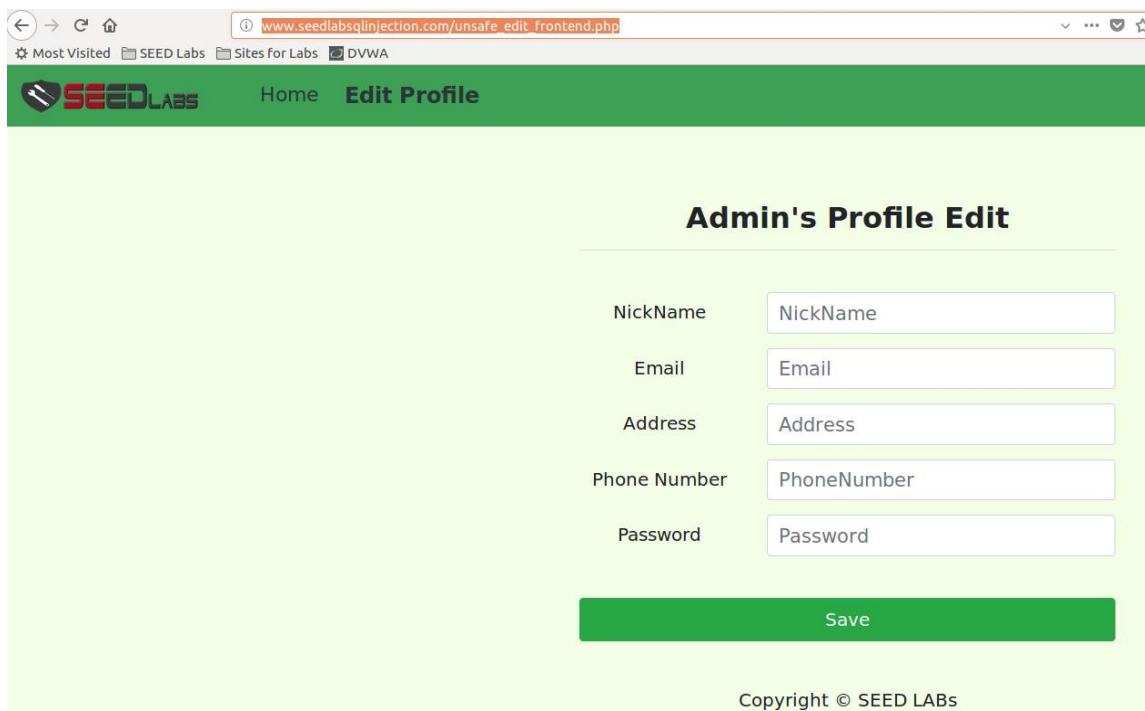 www.seedlabsqlinjection.com/unsafe_edit_frontend.php
Most Visited SEED Labs Sites for Labs DVWA
SEEDLABS Home Edit Profile
Admin's Profile Edit
NickName NickName
Email Email
Address Address
Phone Number PhoneNumber
Password Password
Save
Copyright © SEED LABs